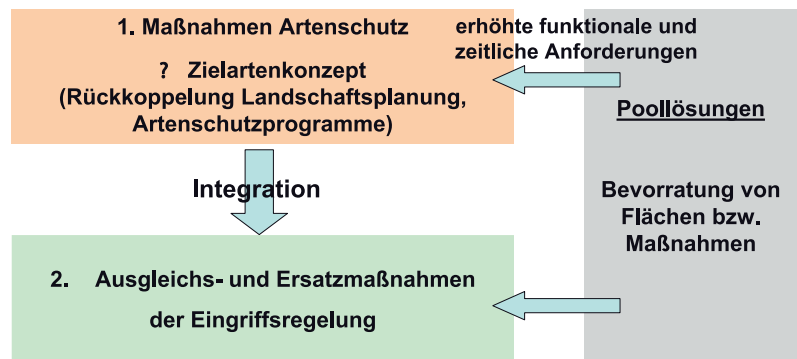 1. Maßnahmen Artenschutz
? Zielartenkonzept
(Rückkoppelung Landschaftsplanung,
Artenschutzprogramme)
erhöhte funktionale und
zeitliche Anforderungen
Poollösungen
Bevorratung von
Flächen bzw.
Maßnahmen
Integration
2. Ausgleichs- und Ersatzmaßnahmen
der Eingriffsregelung